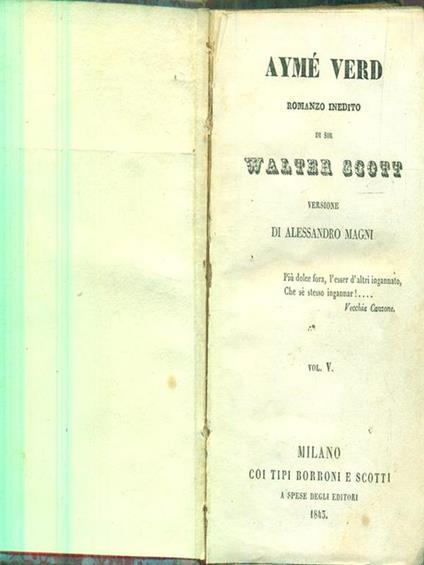 AYMÉ VERD
ROMANZO INEDITO
DI SIR
WALTER SCOTT
VERSIONE
DI ALESSANDRO MAGNI
Più dolce fora, l'esser d'altri ingannato,
Che sè stesso ingannar!....
Vecchia Canzone.
VOL. V.
MILANO
COI TIPI BORRONI E SCOTTI
A SPESE DEGLI EDITORI
1843.